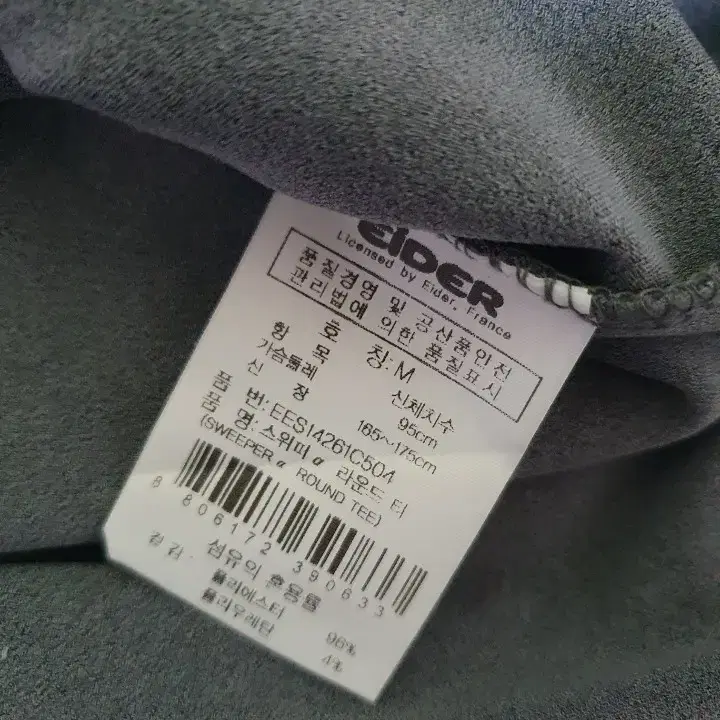 EiDER
Licensed by Eider, France
품질경영 및 공산품안전
관리법에 의한 품질표시
호 칭: M
항 목 신체치수
가슴둘레 95cm
신 장 165~175cm
품 번: EES14261C504
품 명: 스위퍼 α 라운드 티
(SWEEPER α ROUND TEE)
8 806172 390633
겉감: 섬유의 혼용률
폴리에스터 96%
폴리우레탄 4%